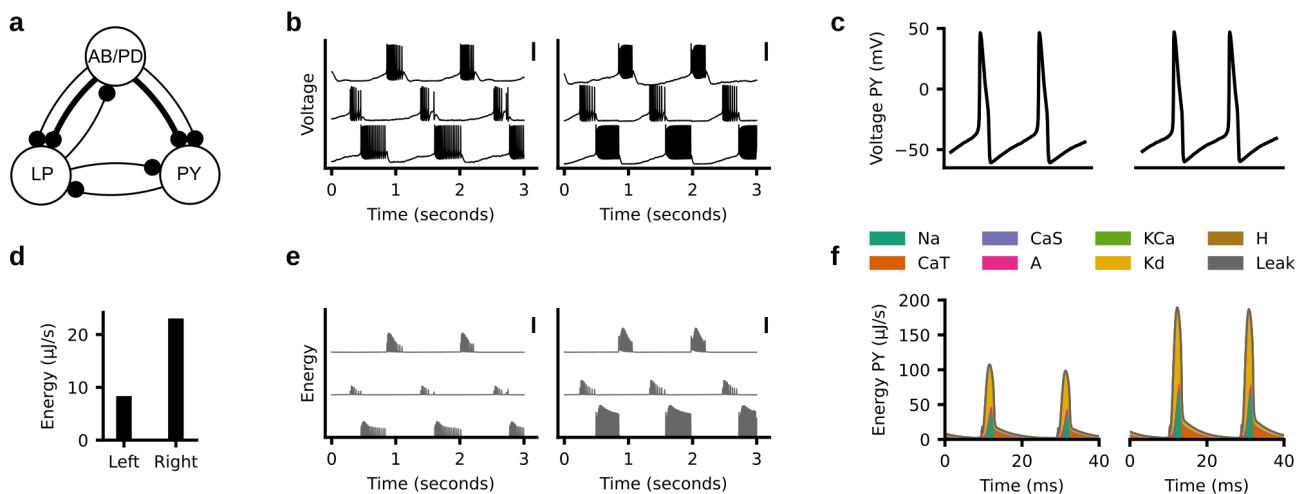 a
AB/PD
LP
PY
b
Voltage
0
1
2
3
Time (seconds)
0
1
2
3
Time (seconds)
c
Voltage PY (mV)
0
−50
d
Energy (μJ/s)
20
10
0
Left
Right
e
Energy
0
1
2
3
Time (seconds)
0
1
2
3
Time (seconds)
Na
CaS
KCa
H
CaT
A
Kd
Leak
f
Energy PY (μJ/s)
200
150
100
50
0
0
20
40
Time (ms)
0
20
40
Time (ms)